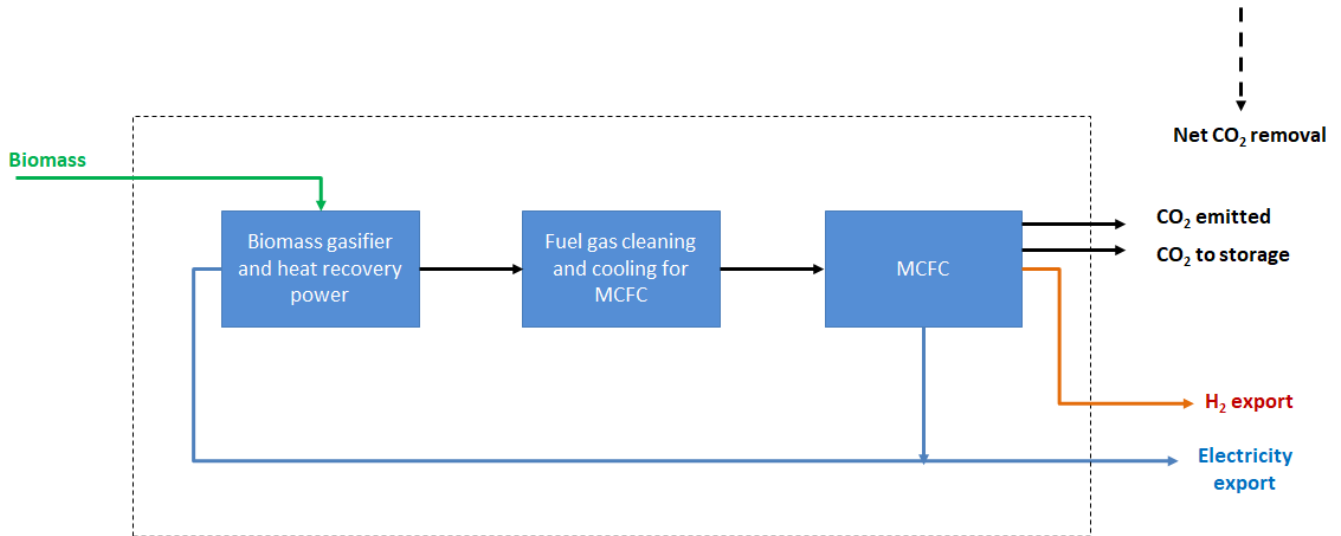 Net CO₂ removal
Biomass
Biomass gasifier
and heat recovery
power
Fuel gas cleaning
and cooling for
MCFC
MCFC
CO₂ emitted
CO₂ to storage
H₂ export
Electricity
export